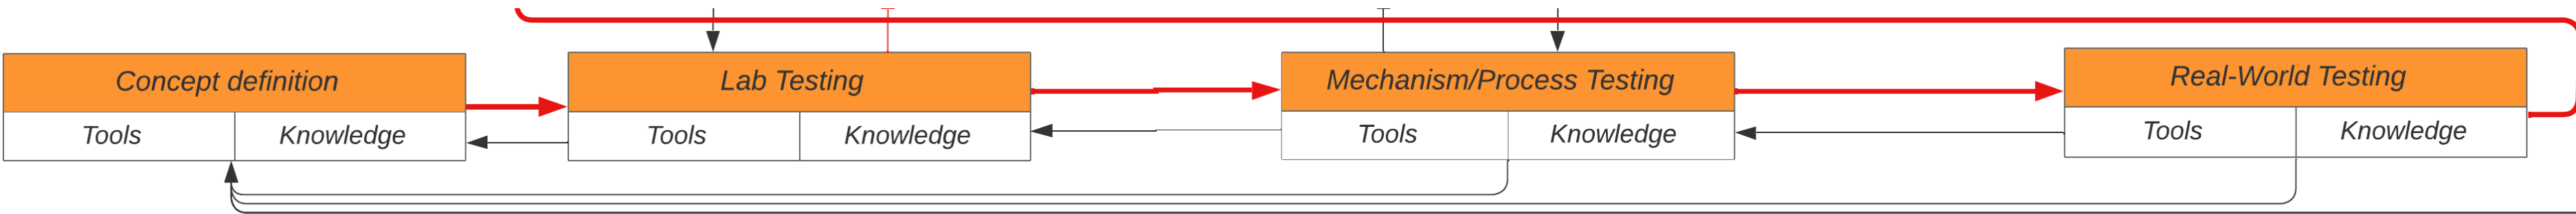 Concept definition
Tools
Knowledge
Lab Testing
Tools
Knowledge
Mechanism/Process Testing
Tools
Knowledge
Real-World Testing
Tools
Knowledge